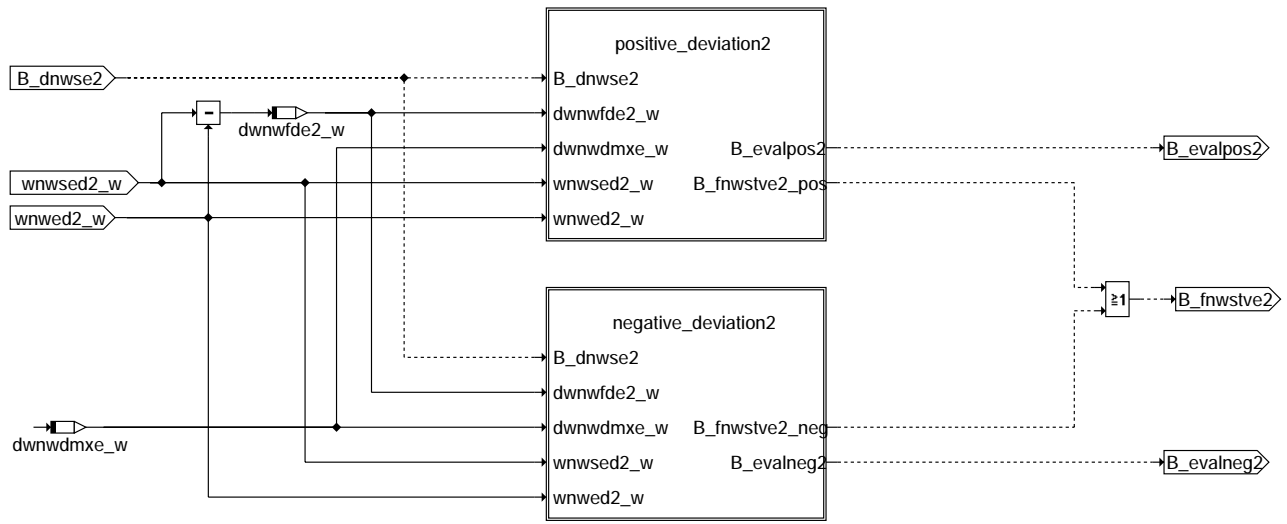 positive_deviation2
B_dnwse2
B_dnwse2
-
dwnwfde2_w
dwnwfde2_w
dwnwdmxe_w
B_evalpos2
B_evalpos2
wnwsed2_w
wnwsed2_w
B_fnwstve2_pos
wnwed2_w
wnwed2_w
≥1
B_fnwstve2
negative_deviation2
B_dnwse2
dwnwfde2_w
dwnwdmxe_w
dwnwdmxe_w
B_fnwstve2_neg
wnwsed2_w
B_evalneg2
B_evalneg2
wnwed2_w